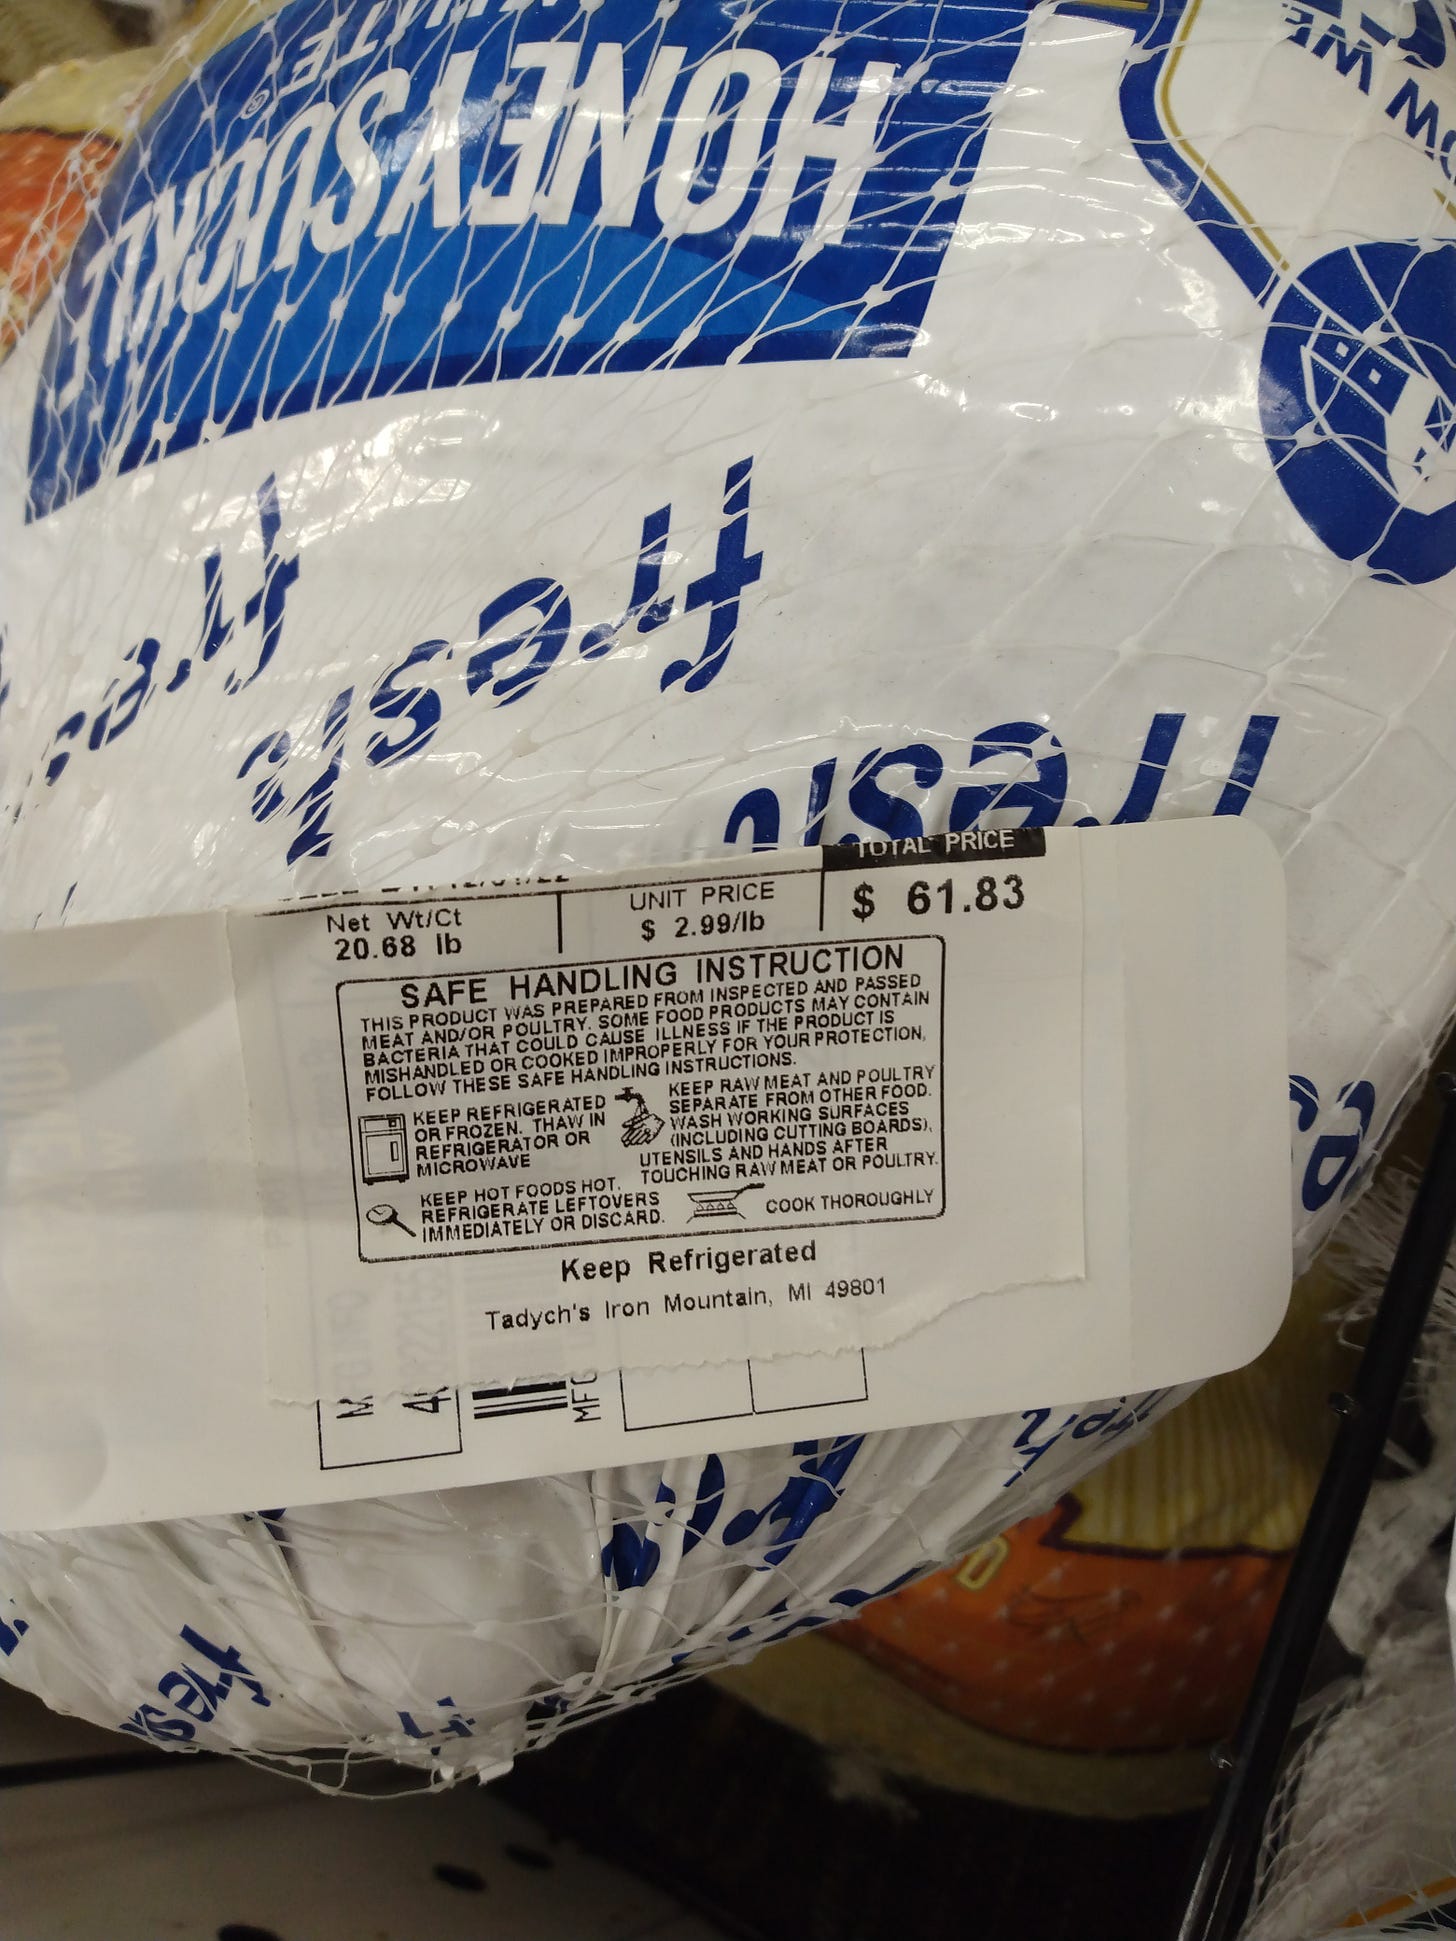 HONEYSUCKLE
fresh
fresh
fresh
TOTAL PRICE
Net Wt/Ct
UNIT PRICE
$ 61.83
20.68 lb
$ 2.99/lb
SAFE HANDLING INSTRUCTION
THIS PRODUCT WAS PREPARED FROM INSPECTED AND PASSED
MEAT AND/OR POULTRY. SOME FOOD PRODUCTS MAY CONTAIN
BACTERIA THAT COULD CAUSE ILLNESS IF THE PRODUCT IS
MISHANDLED OR COOKED IMPROPERLY FOR YOUR PROTECTION,
FOLLOW THESE SAFE HANDLING INSTRUCTIONS.
KEEP REFRIGERATED
OR FROZEN. THAW IN
REFRIGERATOR OR
MICROWAVE
KEEP RAW MEAT AND POULTRY
SEPARATE FROM OTHER FOOD.
WASH WORKING SURFACES
(INCLUDING CUTTING BOARDS),
UTENSILS AND HANDS AFTER
TOUCHING RAW MEAT OR POULTRY.
KEEP HOT FOODS HOT.
REFRIGERATE LEFTOVERS
IMMEDIATELY OR DISCARD.
COOK THOROUGHLY
Keep Refrigerated
Tadych's Iron Mountain, MI 49801
MFG
fresh